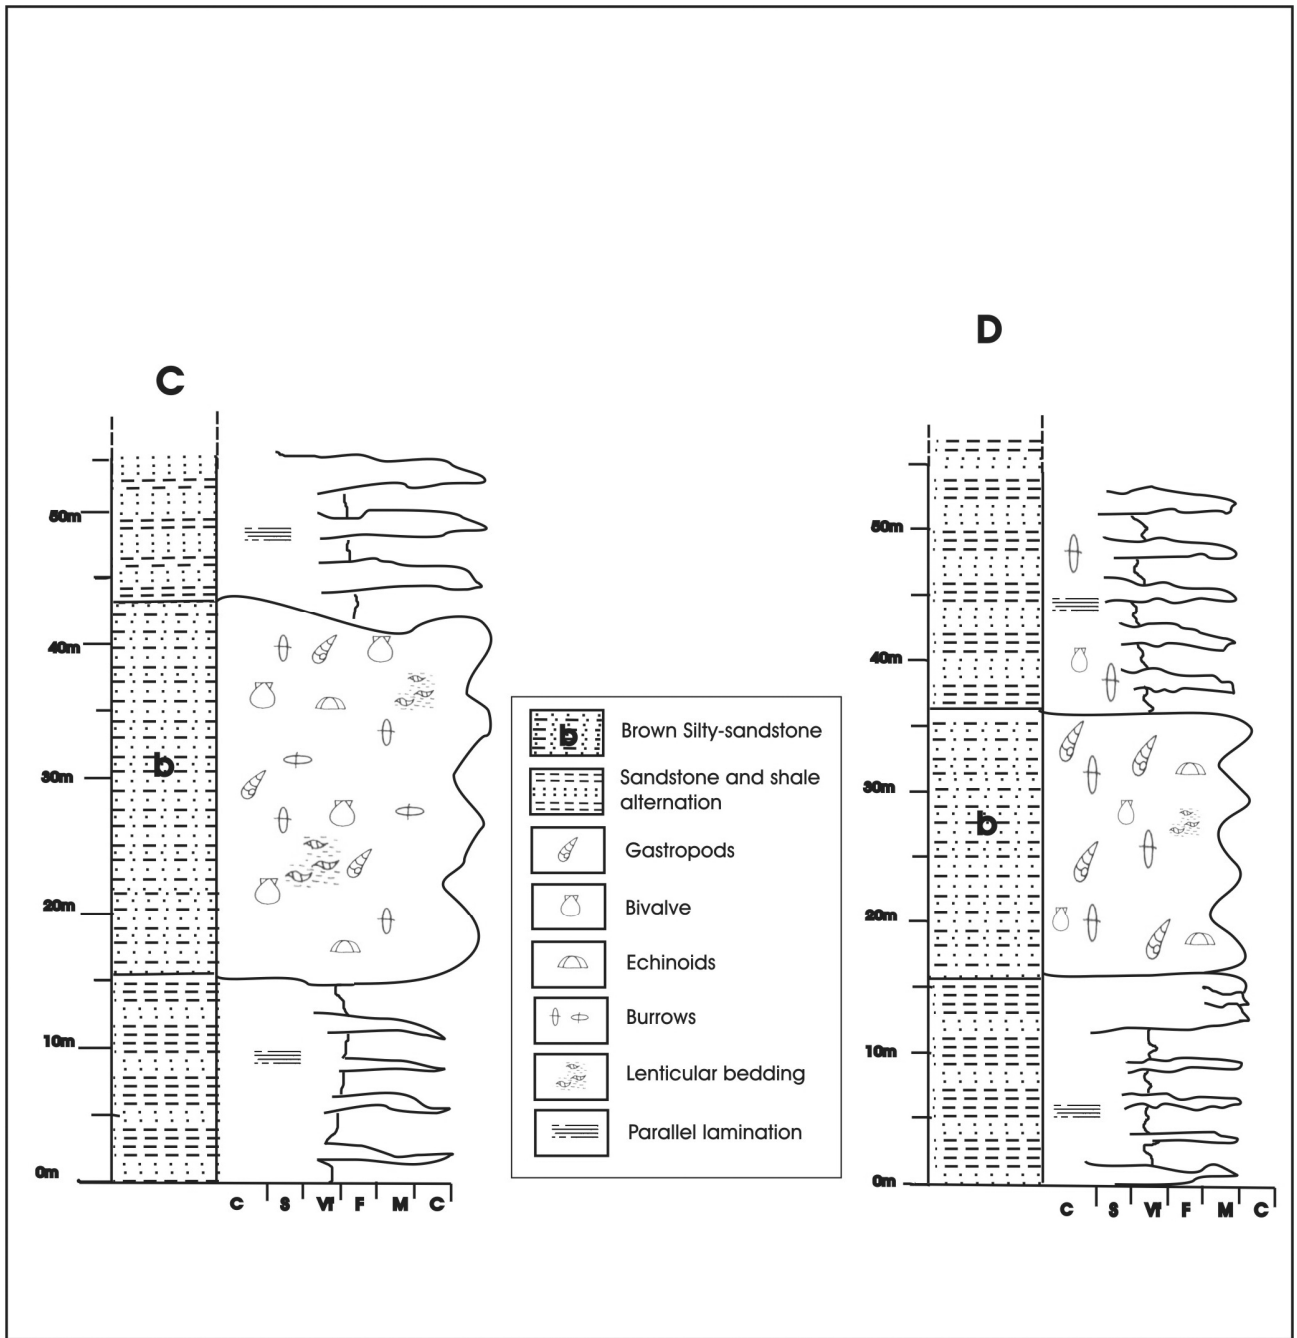 D
C
50m
40m
b
30m
20m
10m
0m
C S Vf F M C
b Brown Silty-sandstone
Sandstone and shale
alternation
Gastropods
Bivalve
Echinoids
Burrows
Lenticular bedding
Parallel lamination
50m
40m
30m
b
20m
10m
0m
C S Vf F M C